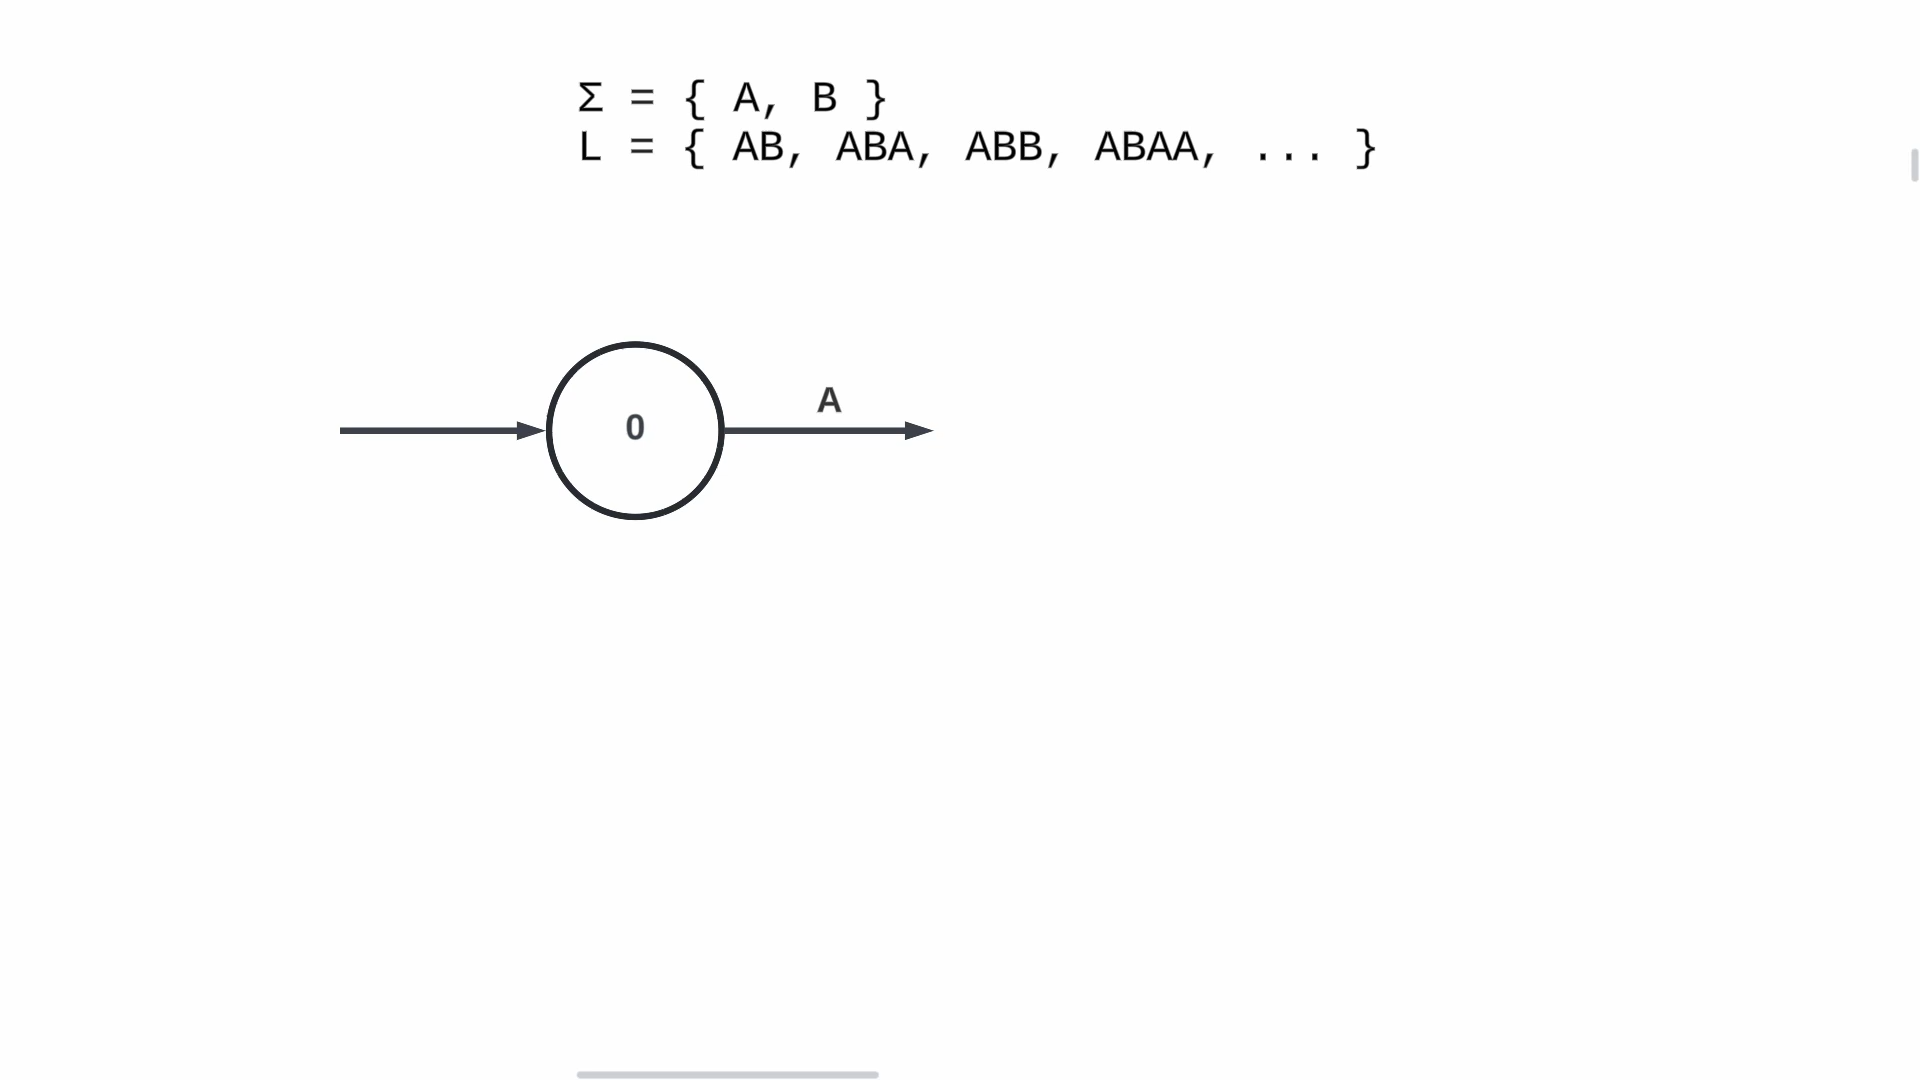 Σ = { A, B }
L = { AB, ABA, ABB, ABAA, ... }
A
0